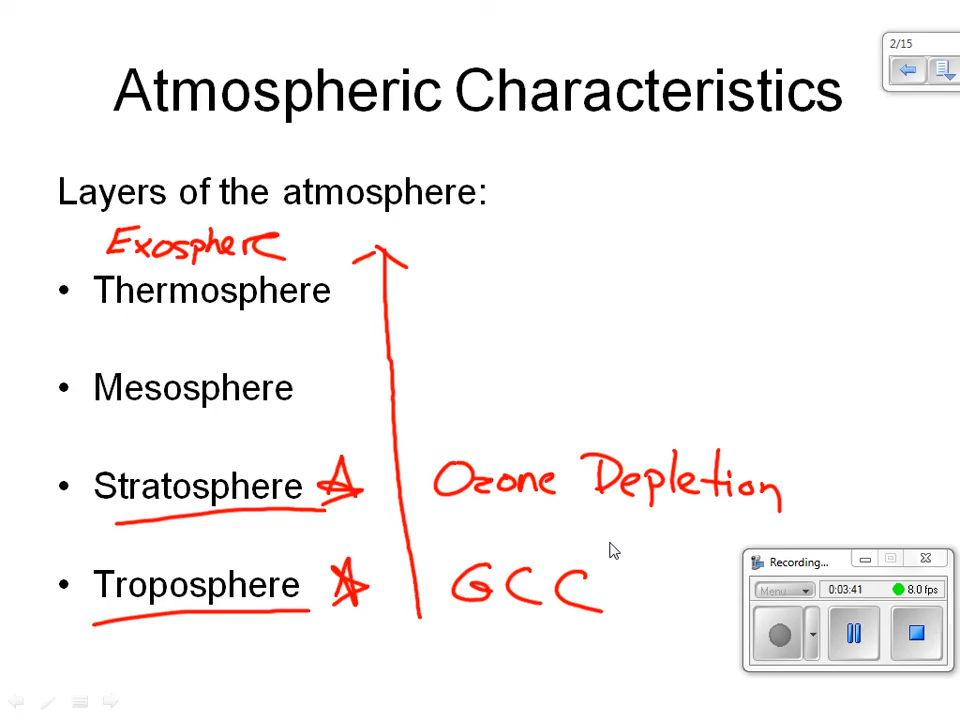 2/15
Atmospheric Characteristics
Layers of the atmosphere:
Exosphere
• Thermosphere
• Mesosphere
• Stratosphere Ozone Depletion
• Troposphere GCC
Recording...
Menu 0:03:41 8.0 fps